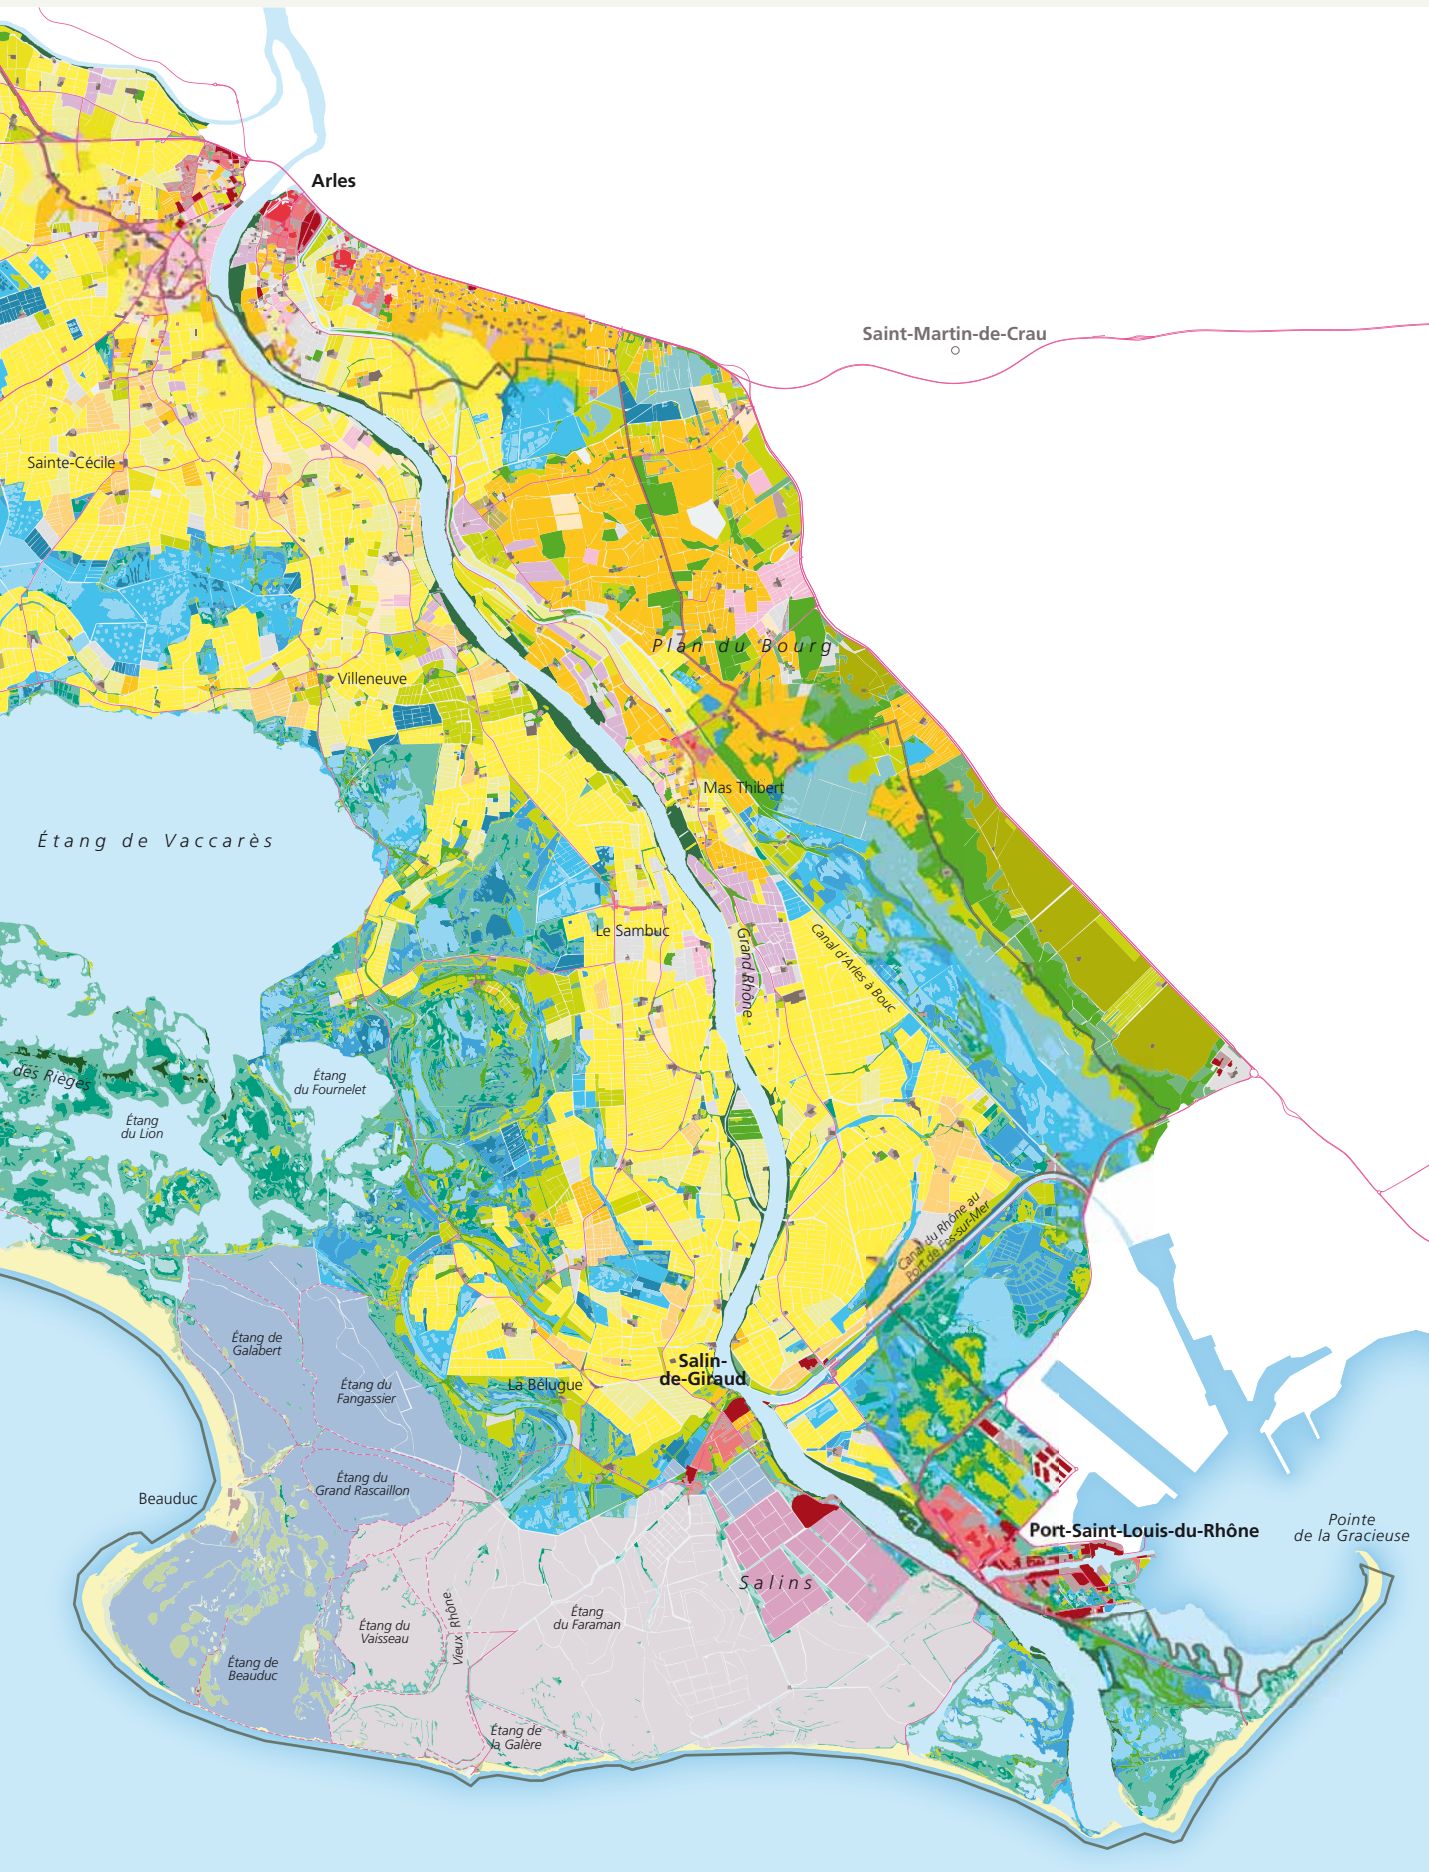 Arles
Saint-Martin-de-Crau
Sainte-Cécile
Plan du Bourg
Villeneuve
Mas Thibert
Étang de Vaccarès
Le Sambuc
Grand Rhône
Canal d'Arles à Bouc
des Rièges
Étang
du Fournelet
Étang
du Lion
Canal du Rhône au
Port de Fos-sur-Mer
Étang de
Galabert
Salin-
de-Giraud
Étang du
Fangassier
La Bélugue
Étang du
Grand Rascaillon
Beauduc
Pointe
de la Gracieuse
Port-Saint-Louis-du-Rhône
Salins
Étang
du Faraman
Étang du
Vaisseau
Vieux Rhône
Étang de
Beauduc
Étang de
la Galère